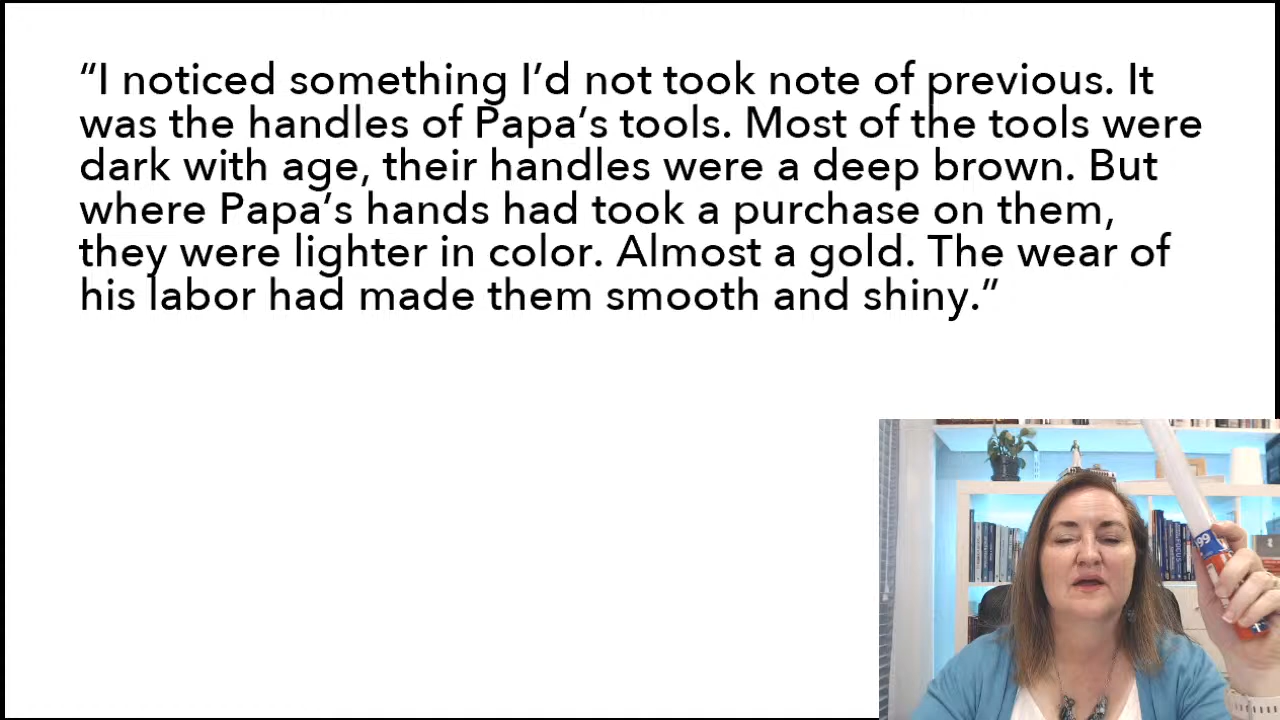 “I noticed something I’d not took note of previous. It
was the handles of Papa’s tools. Most of the tools were
dark with age, their handles were a deep brown. But
where Papa’s hands had took a purchase on them,
they were lighter in color. Almost a gold. The wear of
his labor had made them smooth and shiny.”
FOCUS
99